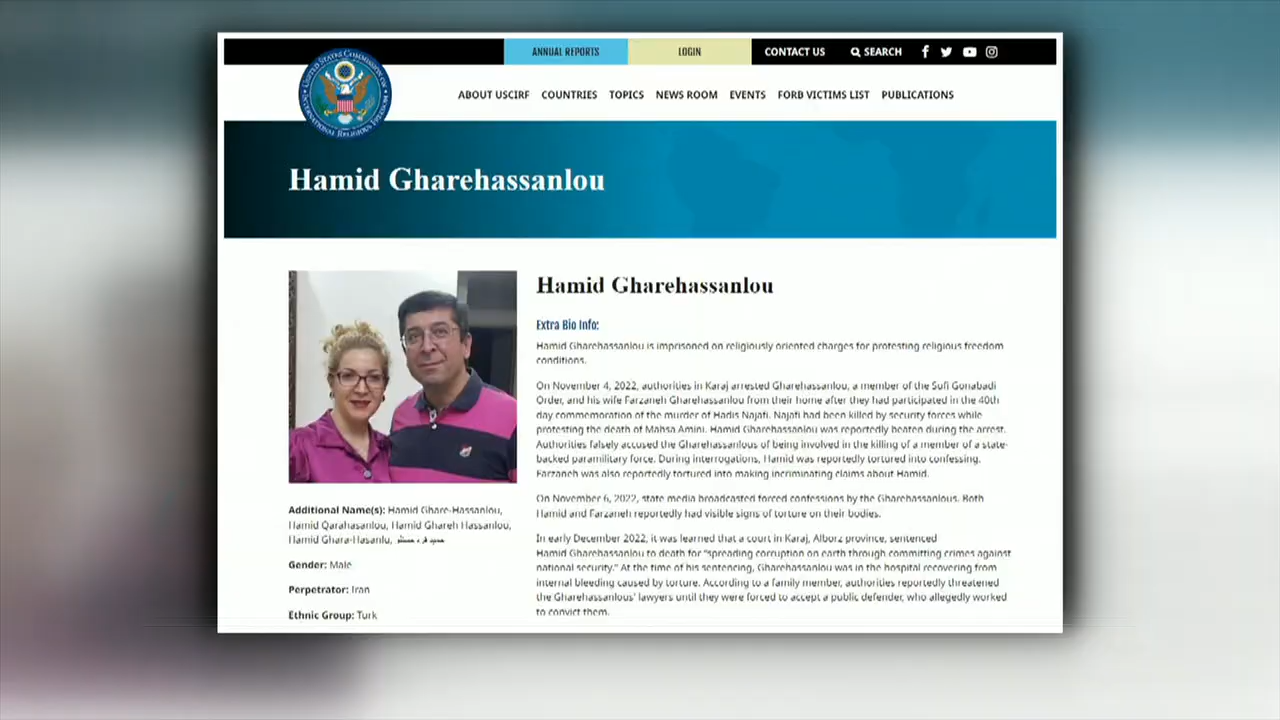 ANNUAL REPORTS
LOGIN
CONTACT US
SEARCH
UNITED STATES COMMISSION ON INTERNATIONAL RELIGIOUS FREEDOM
ABOUT USCIRF
COUNTRIES
TOPICS
NEWS ROOM
EVENTS
FORB VICTIMS LIST
PUBLICATIONS
Hamid Gharehassanlou
Hamid Gharehassanlou
Extra Bio Info:
Hamid Gharehassanlou is imprisoned on religiously oriented charges for protesting religious freedom
conditions.
On November 4, 2022, authorities in Karaj arrested Gharehassanlou, a member of the Sufi Gonabadi
Order, and his wife Farzaneh Gharehassanlou from their home after they had participated in the 40th
day commemoration of the murder of Hadis Najafi. Najafi had been killed by security forces while
protesting the death of Mahsa Amini. Hamid Gharehassanlou was reportedly beaten during the arrest.
Authorities falsely accused the Gharehassanlous of being involved in the killing of a member of a state-
backed paramilitary force. During interrogations, Hamid was reportedly tortured into confessing.
Farzaneh was also reportedly tortured into making incriminating claims about Hamid.
On November 6, 2022, state media broadcasted forced confessions by the Gharehassanlous. Both
Hamid and Farzaneh reportedly had visible signs of torture on their bodies.
In early December 2022, it was learned that a court in Karaj, Alborz province, sentenced
Hamid Gharehassanlou to death for “spreading corruption on earth through committing crimes against
national security.” At the time of his sentencing, Gharehassanlou was in the hospital recovering from
internal bleeding caused by torture. According to a family member, authorities reportedly threatened
the Gharehassanlous’ lawyers until they were forced to accept a public defender, who allegedly worked
to convict them.
Additional Name(s): Hamid Ghare-Hassanlou,
Hamid Qarahasanlou, Hamid Ghareh Hassanlou,
Hamid Ghara-Hasanlu,
Gender: Male
Perpetrator: Iran
Ethnic Group: Turk